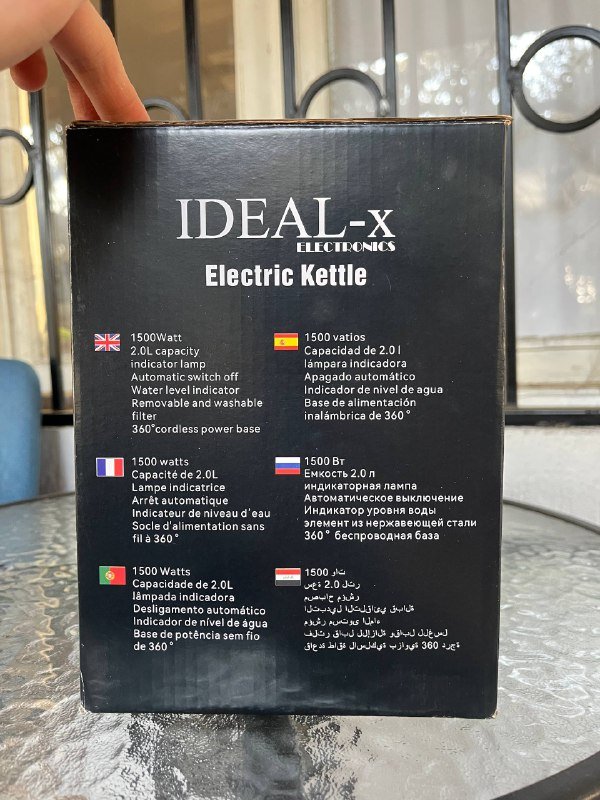 IDEAL-x
ELECTRONICS
Electric Kettle
1500Watt
2.0L capacity
indicator lamp
Automatic switch off
Water level indicator
Removable and washable
filter
360°cordless power base
1500 vatios
Capacidad de 2.0 l
lámpara indicadora
Apagado automático
Indicador de nivel de agua
Base de alimentación
inalámbrica de 360°
1500 watts
Capacité de 2.0L
Lampe indicatrice
Arrêt automatique
Indicateur de niveau d'eau
Socle d'alimentation sans
fil à 360°
1500 Вт
Емкость 2.0 л
индикаторная лампа
Автоматическое выключение
Индикатор уровня воды
элемент из нержавеющей стали
360° беспроводная база
1500 Watts
Capacidade de 2.0L
lâmpada indicadora
Desligamento automático
Indicador de nível de água
Base de potência sem fio
de 360°
1500 وات
سعة 2.0 لتر
مصباح مؤشر
التبديل التلقائي قبالة
مؤشر مستوى الماء
فلتر قابل للإزالة وقابل للغسل
قاعدة طاقة لاسلكية بزاوية 360 درجة